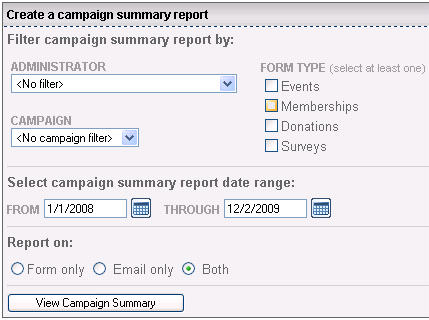 Create a campaign summary report
Filter campaign summary report by:
ADMINISTRATOR
<No filter>
CAMPAIGN
<No campaign filter>
FORM TYPE (select at least one)
Events
Memberships
Donations
Surveys
Select campaign summary report date range:
FROM 1/1/2008 THROUGH 12/2/2009
Report on:
Form only Email only Both
View Campaign Summary